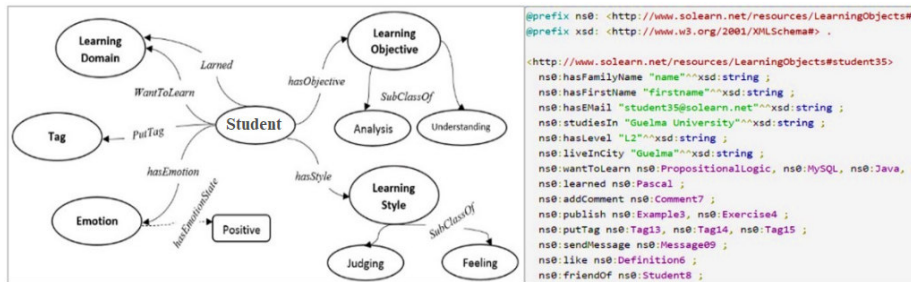 Learning
Domain
Larned
WantToLearn
Tag
PutTag
Student
hasEmotion
Emotion
hasEmotionState
Positive
hasObjective
Learning
Objective
SubClassOf
Analysis
Understanding
hasStyle
Learning
Style
SubClassOf
Judging
Feeling
@prefix ns0: <http://www.solearn.net/resources/LearningObjects#
@prefix xsd: <http://www.w3.org/2001/XMLSchema#> .
<http://www.solearn.net/resources/LearningObjects#student35>
ns0:hasFamilyName "name"^^xsd:string ;
ns0:hasFirstName "firstname"^^xsd:string ;
ns0:hasEMail "student35@solearn.net"^^xsd:string ;
ns0:studiesIn "Guelma University"^^xsd:string ;
ns0:hasLevel "L2"^^xsd:string ;
ns0:liveInCity "Guelma"^^xsd:string ;
ns0:wantToLearn ns0:PropositionalLogic, ns0:MySQL, ns0:Java,
ns0:learned ns0:Pascal ;
ns0:addComment ns0:Comment7 ;
ns0:publish ns0:Example3, ns0:Exercise4 ;
ns0:putTag ns0:Tag13, ns0:Tag14, ns0:Tag15 ;
ns0:sendMessage ns0:Message09 ;
ns0:like ns0:Definition6 ;
ns0:friendOf ns0:Student8 ;